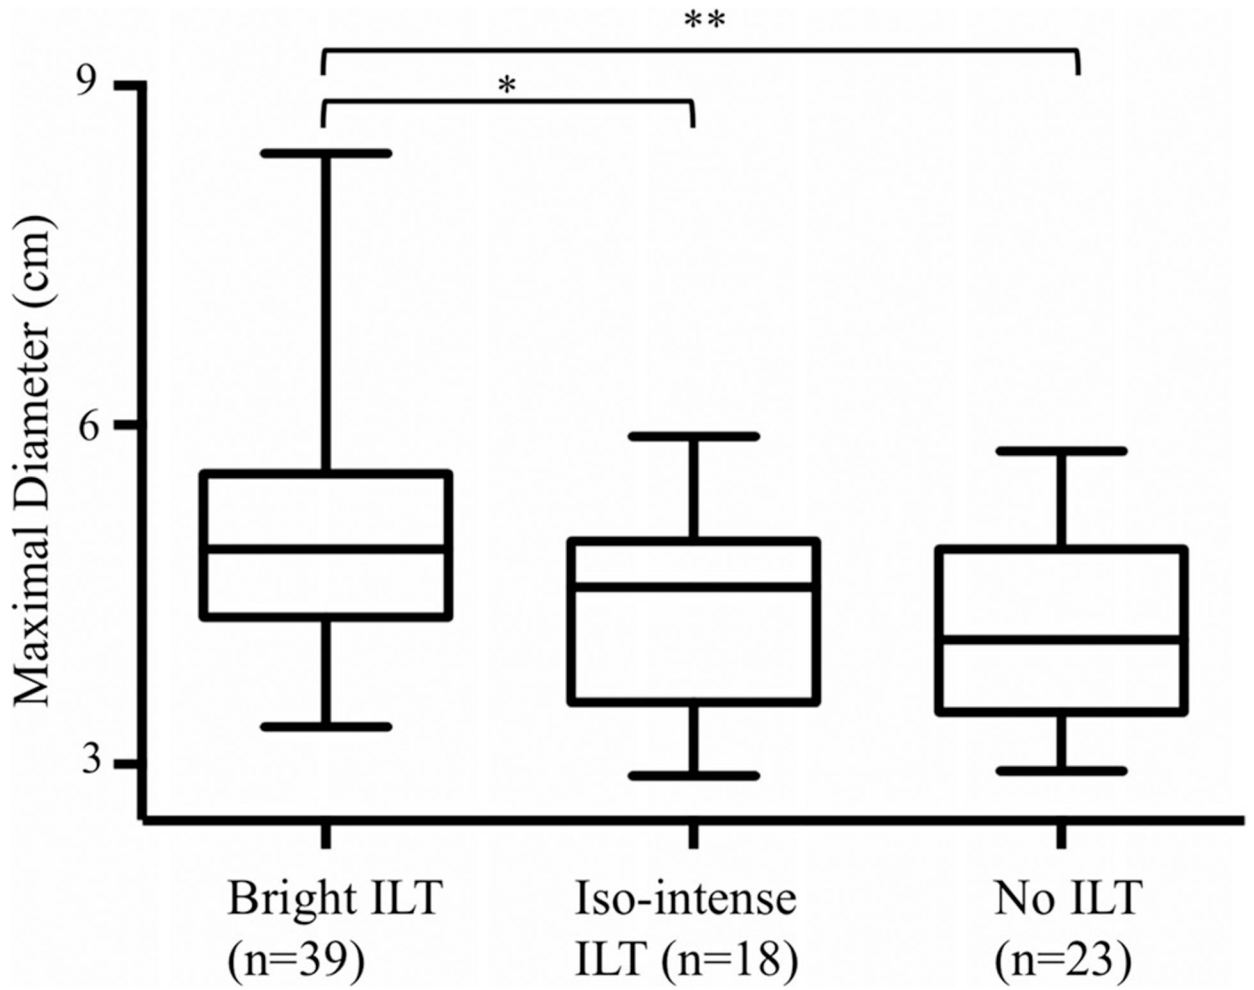 **
*
9
6
3
Maximal Diameter (cm)
Bright ILT
(n=39)
Iso-intense
ILT (n=18)
No ILT
(n=23)